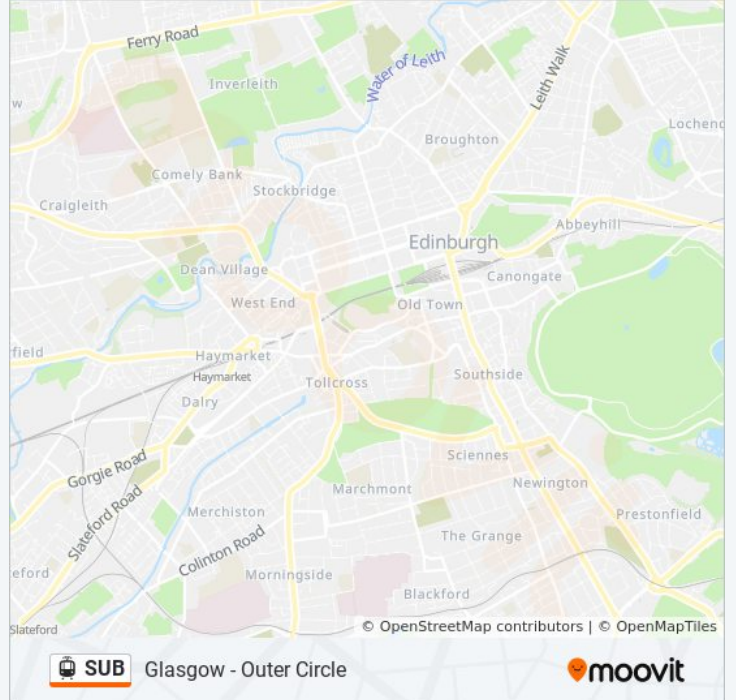 Ferry Road
Water of Leith
Leith Walk
Inverleith
w
Lochend
Broughton
Comely Bank
Stockbridge
Craigleith
Abbeyhill
Edinburgh
Dean Village
Canongate
West End
Old Town
field
Haymarket
Haymarket
Southside
Tollcross
Dalry
Sciennes
Gorgie Road
Newington
Marchmont
Slateford Road
Merchiston
Prestonfield
The Grange
Colinton Road
eford
Morningside
Blackford
Slateford
© OpenStreetMap contributors | © OpenMapTiles
SUB Glasgow - Outer Circle
moovit